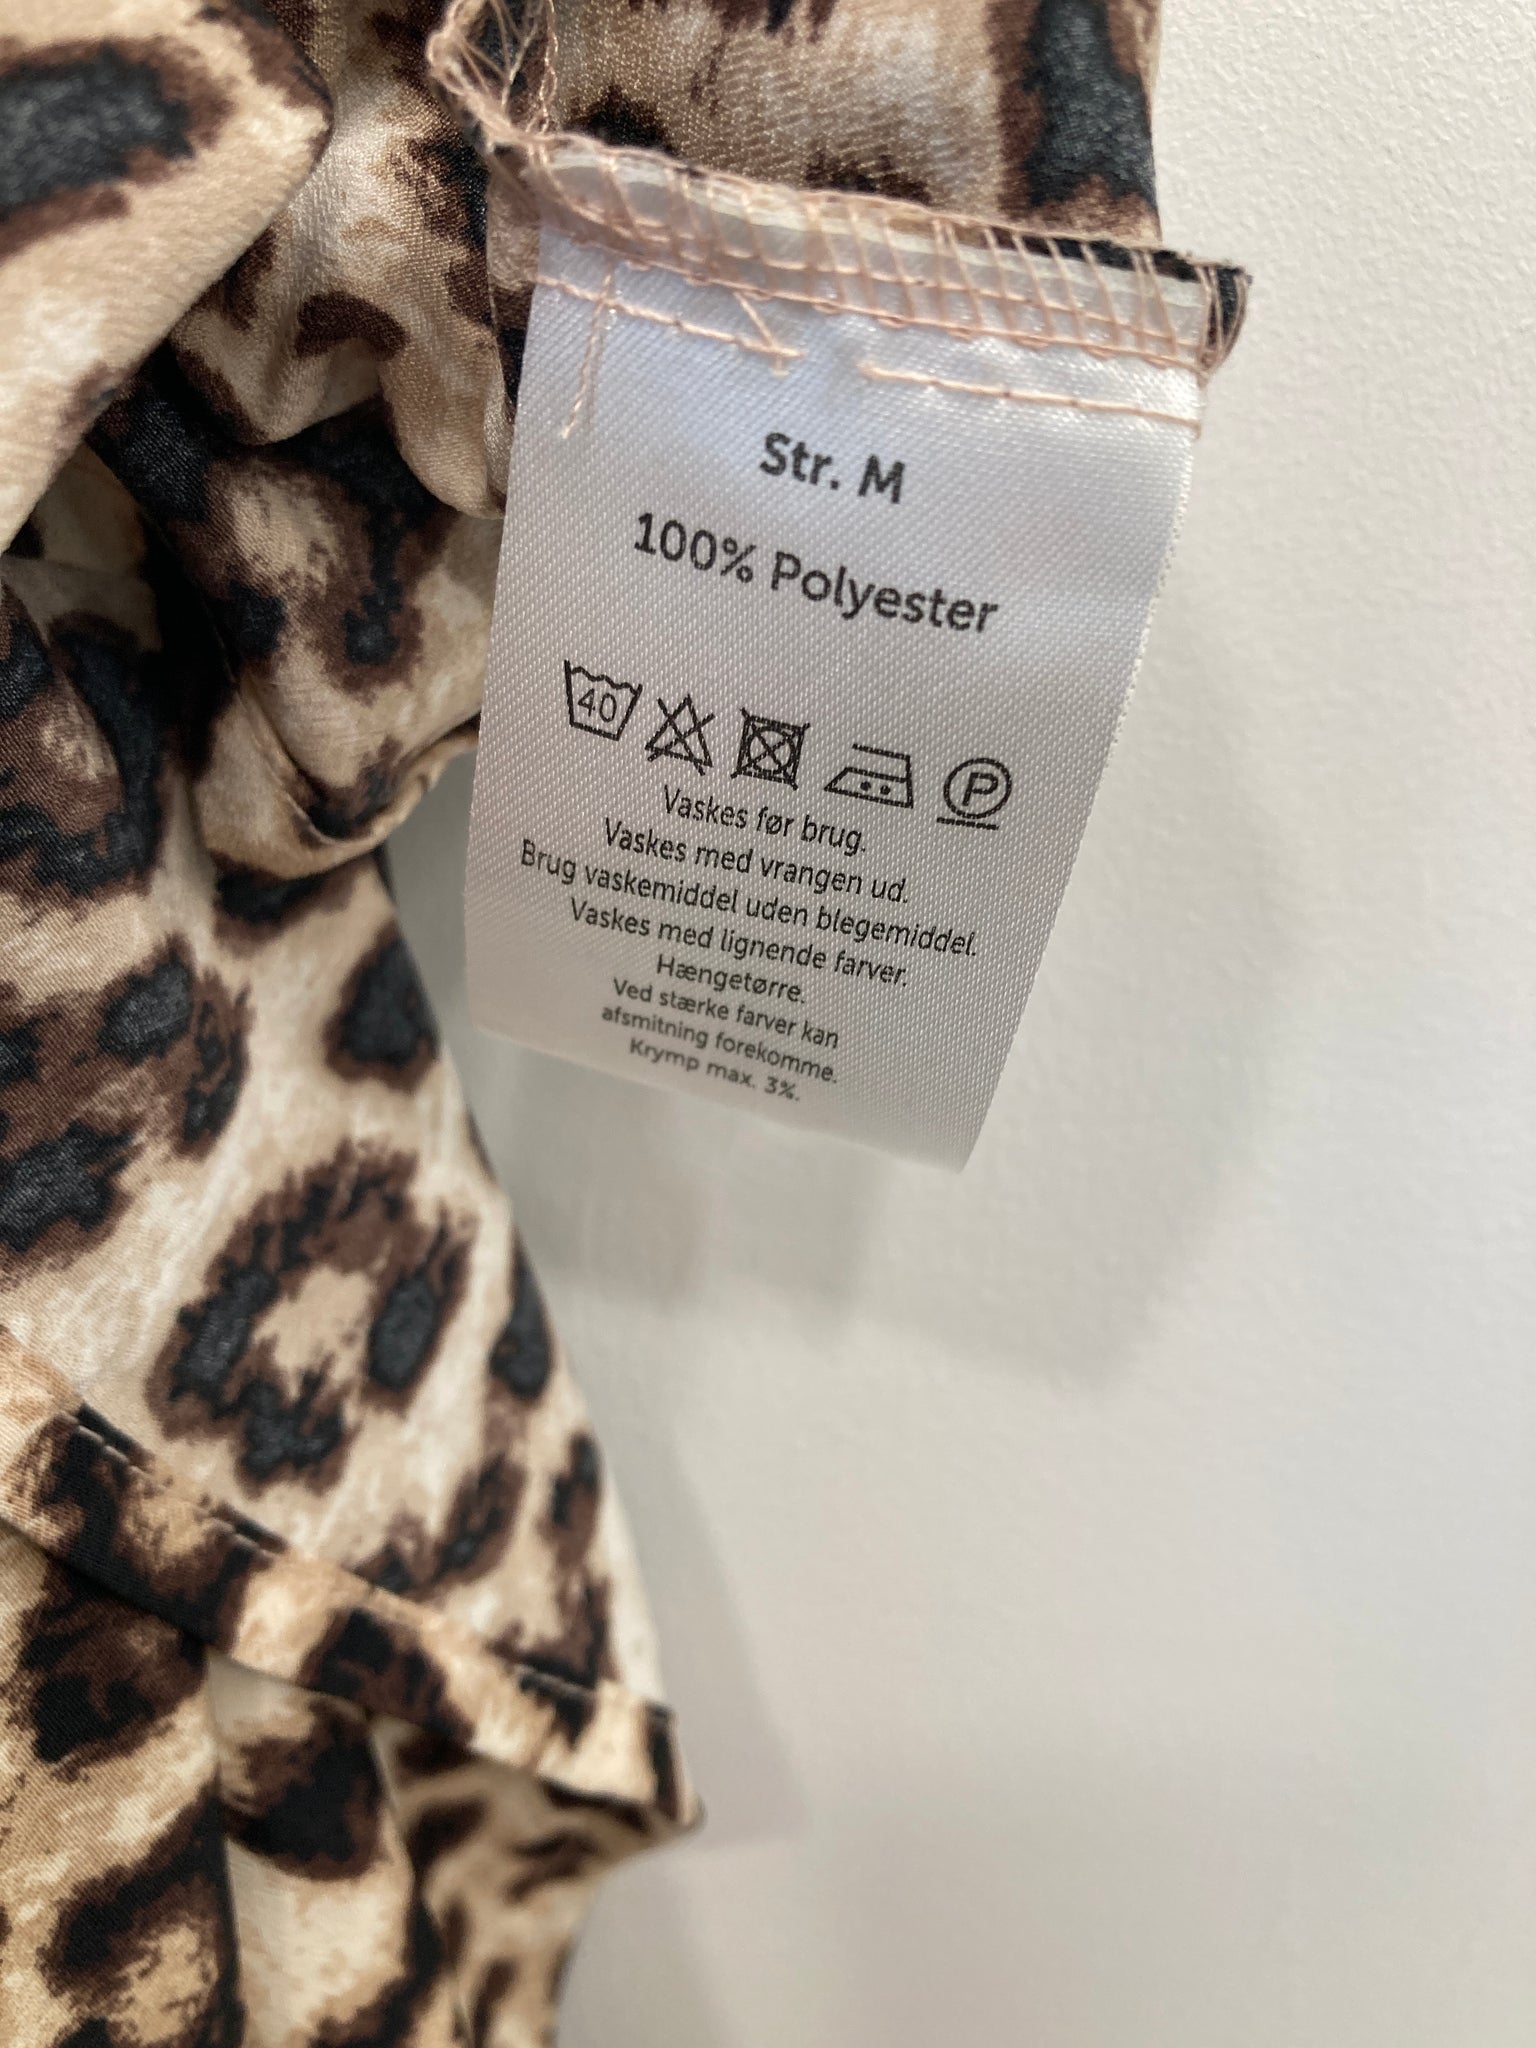 Str. M
100% Polyester
40 P
Vaskes før brug.
Vaskes med vrangen ud.
Brug vaskemiddel uden blegemiddel.
Vaskes med lignende farver.
Hængetørre.
Ved stærke farver kan
afsmitning forekomme.
Krymp max. 3%.